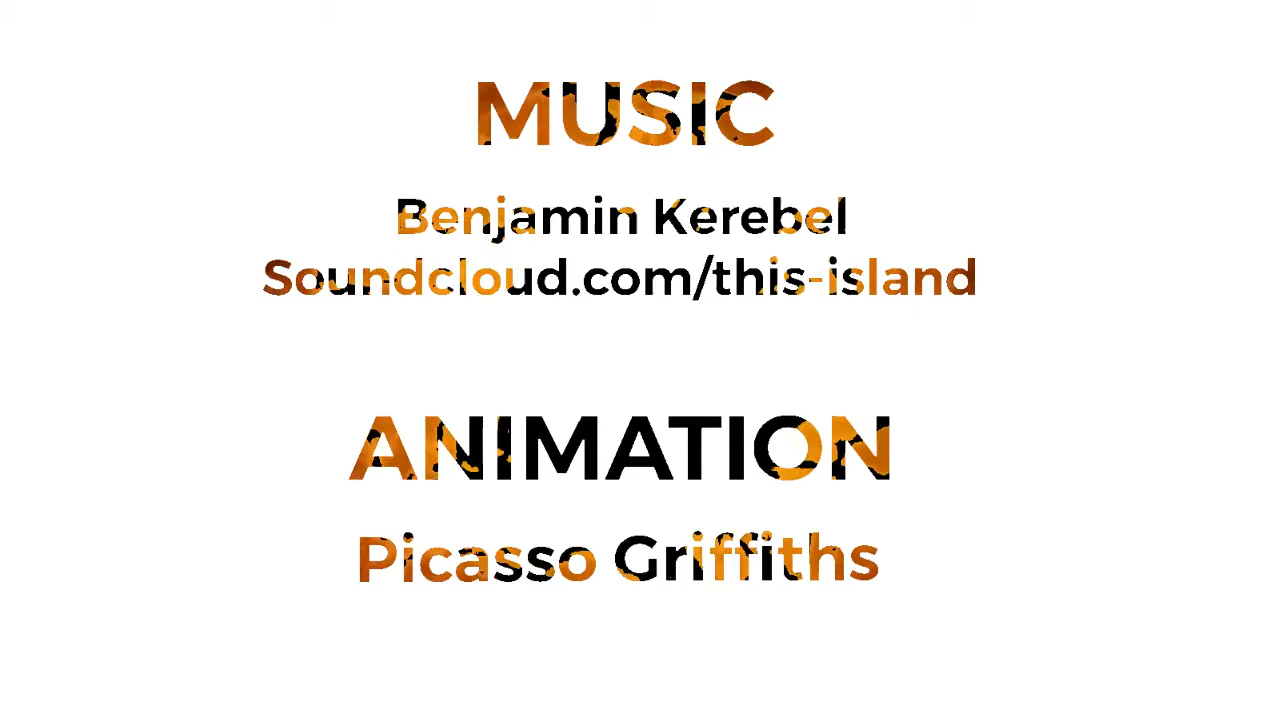 MUSIC
Benjamin Kerebel
Soundcloud.com/this-island
ANIMATION
Picasso Griffiths